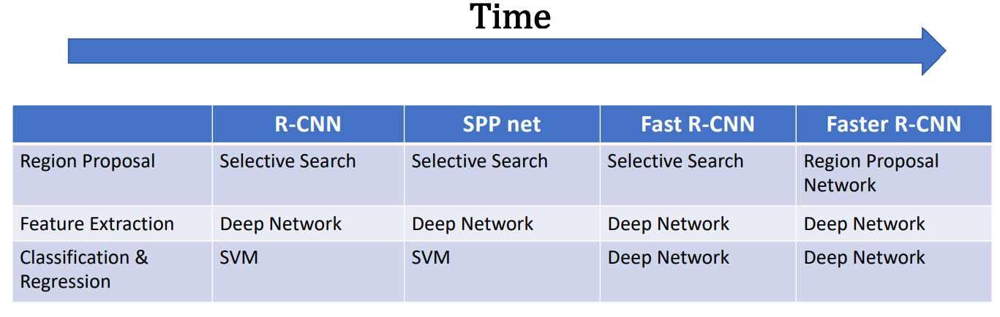 Time
R-CNN SPP net Fast R-CNN Faster R-CNN
Region Proposal Selective Search Selective Search Selective Search Region Proposal
Network
Feature Extraction Deep Network Deep Network Deep Network Deep Network
Classification & SVM SVM Deep Network Deep Network
Regression